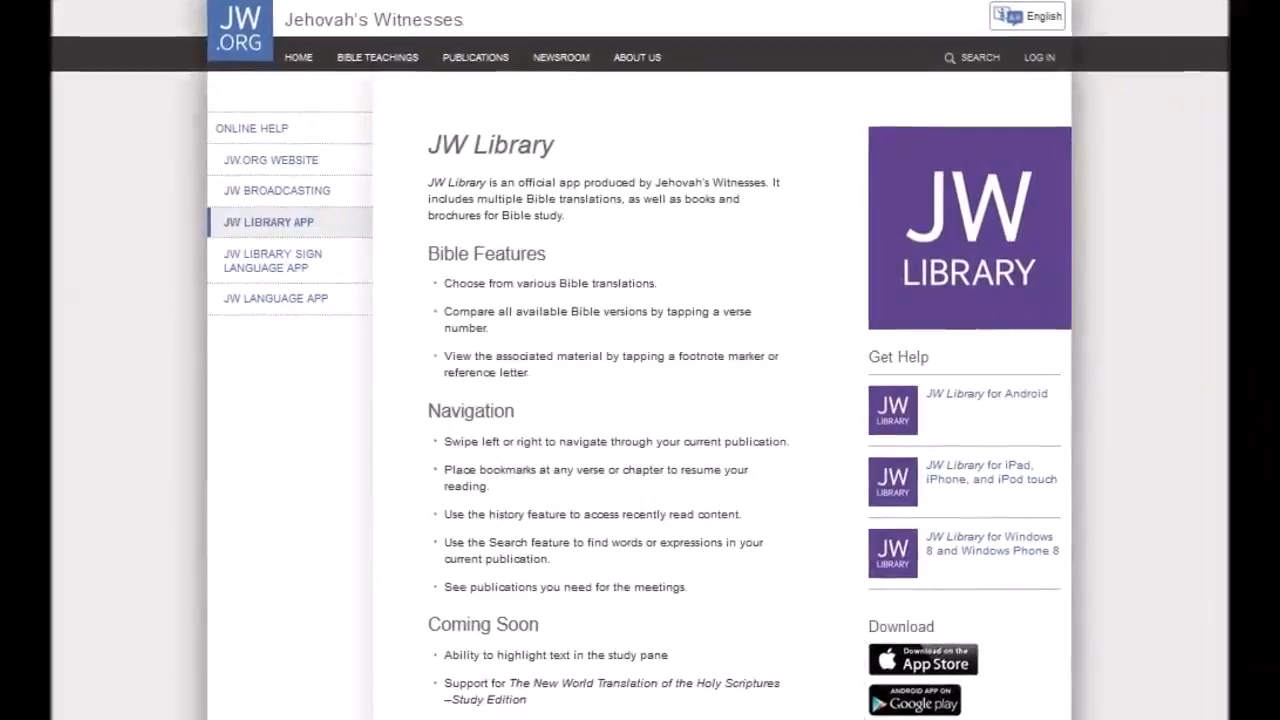 JW
.ORG
Jehovah's Witnesses
English
HOME BIBLE TEACHINGS PUBLICATIONS NEWSROOM ABOUT US SEARCH LOG IN
ONLINE HELP
JW.ORG WEBSITE
JW BROADCASTING
JW LIBRARY APP
JW LIBRARY SIGN
LANGUAGE APP
JW LANGUAGE APP
JW Library
JW Library is an official app produced by Jehovah's Witnesses. It
includes multiple Bible translations, as well as books and
brochures for Bible study.
Bible Features
• Choose from various Bible translations.
• Compare all available Bible versions by tapping a verse
number.
• View the associated material by tapping a footnote marker or
reference letter.
Navigation
• Swipe left or right to navigate through your current publication.
• Place bookmarks at any verse or chapter to resume your
reading.
• Use the history feature to access recently read content.
• Use the Search feature to find words or expressions in your
current publication.
• See publications you need for the meetings.
Coming Soon
• Ability to highlight text in the study pane
• Support for The New World Translation of the Holy Scriptures
–Study Edition
JW
LIBRARY
Get Help
JW
LIBRARY
JW Library for Android
JW
LIBRARY
JW Library for iPad,
iPhone, and iPod touch
JW
LIBRARY
JW Library for Windows
8 and Windows Phone 8
Download
Download on the
App Store
ANDROID APP ON
Google play